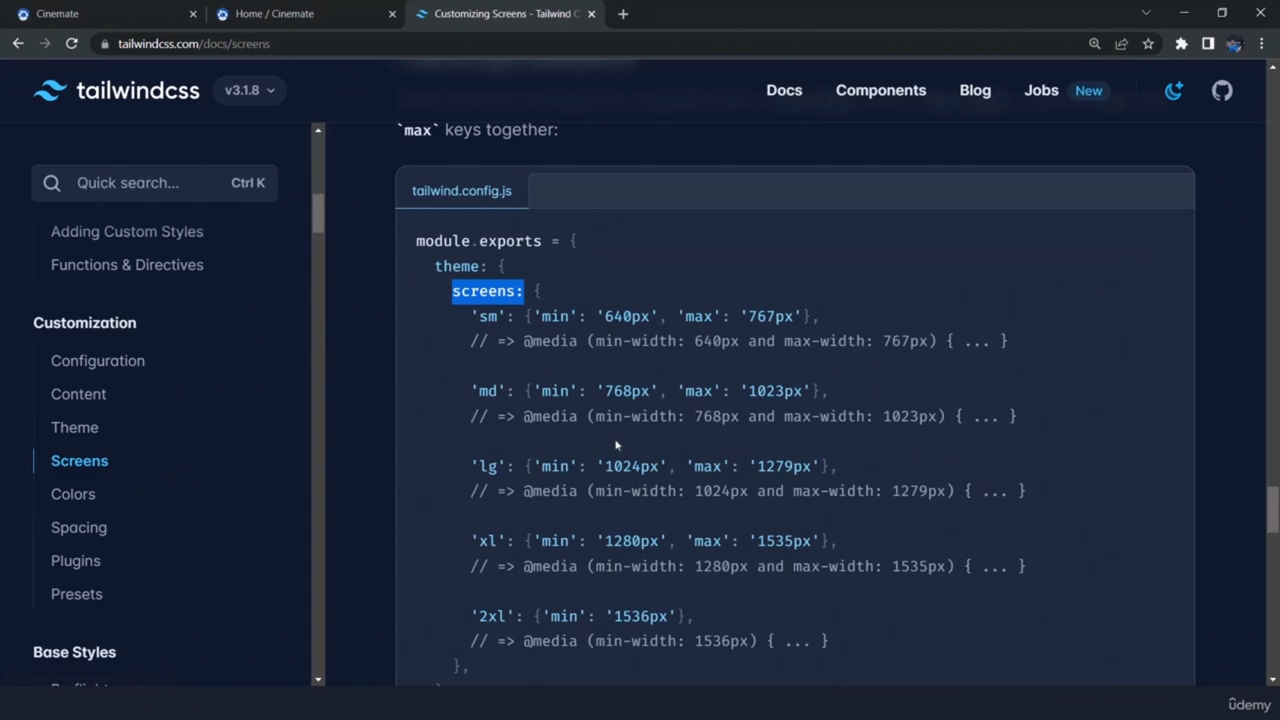 Cinemate
Home / Cinemate
Customizing Screens - Tailwind C
tailwindcss.com/docs/screens
tailwindcss
v3.1.8
Docs
Components
Blog
Jobs
New
Quick search...
Ctrl K
Adding Custom Styles
Functions & Directives
Customization
Configuration
Content
Theme
Screens
Colors
Spacing
Plugins
Presets
Base Styles
`max` keys together:
tailwind.config.js
module.exports = {
theme: {
screens: {
'sm': {'min': '640px', 'max': '767px'},
// => @media (min-width: 640px and max-width: 767px) { ... }
'md': {'min': '768px', 'max': '1023px'},
// => @media (min-width: 768px and max-width: 1023px) { ... }
'lg': {'min': '1024px', 'max': '1279px'},
// => @media (min-width: 1024px and max-width: 1279px) { ... }
'xl': {'min': '1280px', 'max': '1535px'},
// => @media (min-width: 1280px and max-width: 1535px) { ... }
'2xl': {'min': '1536px'},
// => @media (min-width: 1536px) { ... }
},
udemy